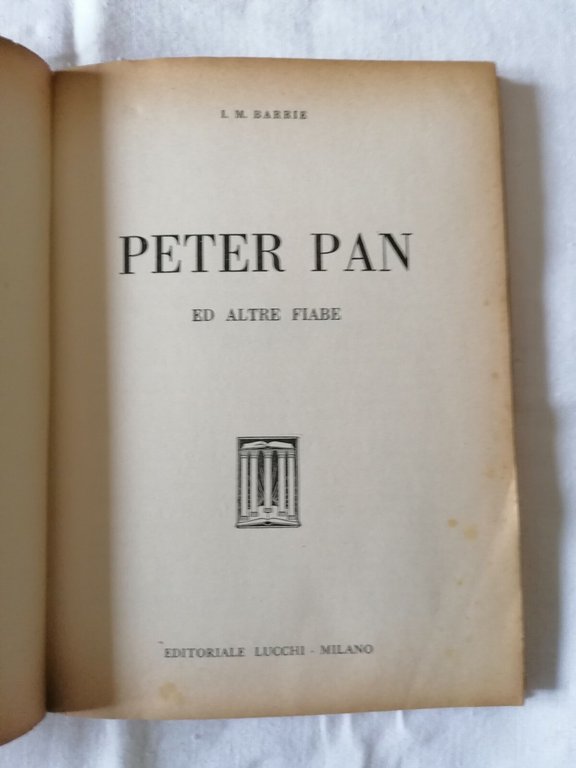 I. M. BARRIE
PETER PAN
ED ALTRE FIABE
EDITORIALE LUCCHI - MILANO